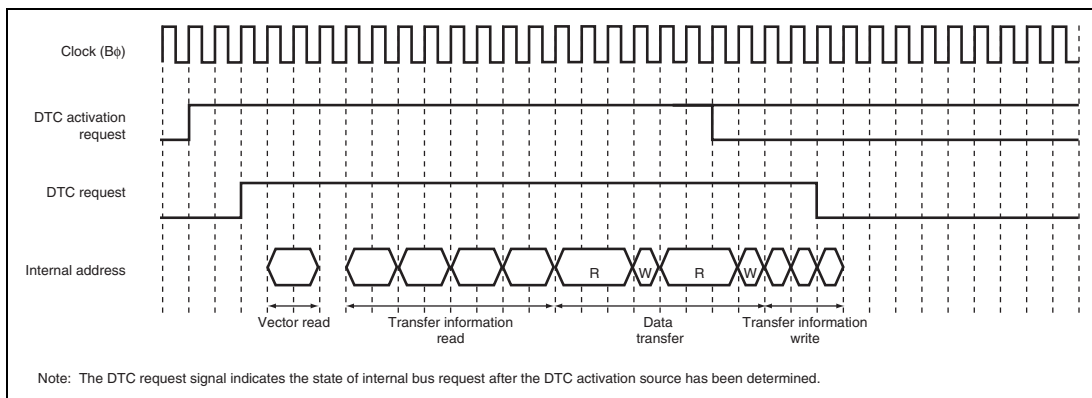 Clock (Bϕ)
DTC activation
request
DTC request
Internal address
R
W
R
W
Vector read
Transfer information
read
Data
transfer
Transfer information
write
Note: The DTC request signal indicates the state of internal bus request after the DTC activation source has been determined.